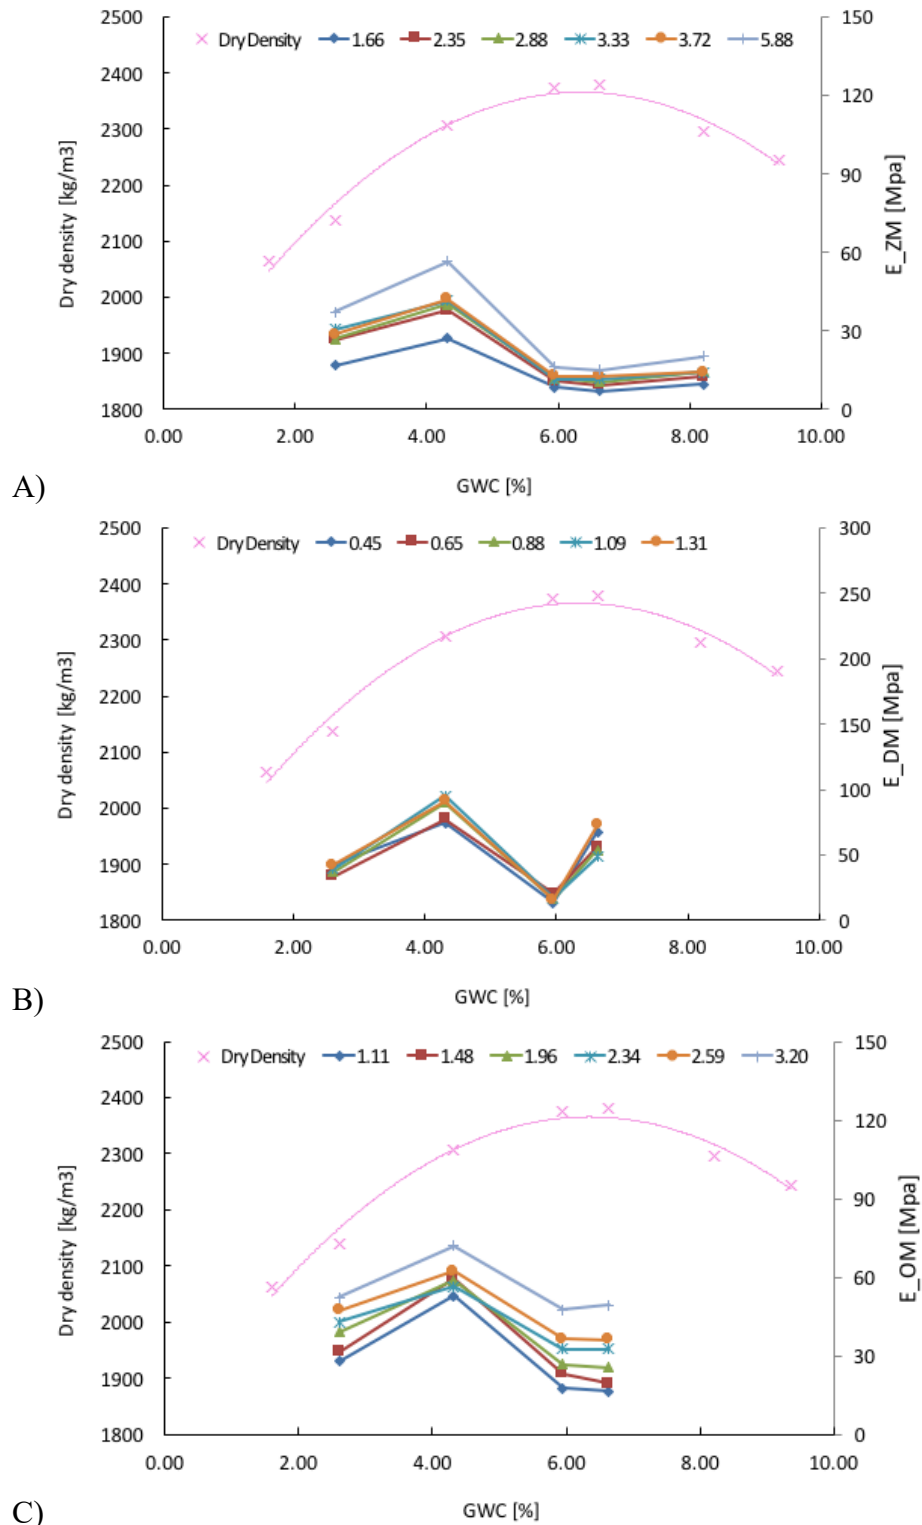 Dry Density 1.66 2.35 2.88 3.33 3.72 5.88
2500
2400
2300
2200
2100
2000
1900
1800
Dry density [kg/m3]
150
120
90
60
30
0
E_ZM [Mpa]
0.00 2.00 4.00 6.00 8.00 10.00
GWC [%]
A)
Dry Density 0.45 0.65 0.88 1.09 1.31
2500
2400
2300
2200
2100
2000
1900
1800
Dry density [kg/m3]
300
250
200
150
100
50
0
E_DM [Mpa]
0.00 2.00 4.00 6.00 8.00 10.00
GWC [%]
B)
Dry Density 1.11 1.48 1.96 2.34 2.59 3.20
2500
2400
2300
2200
2100
2000
1900
1800
Dry density [kg/m3]
150
120
90
60
30
0
E_OM [Mpa]
0.00 2.00 4.00 6.00 8.00 10.00
GWC [%]
C)